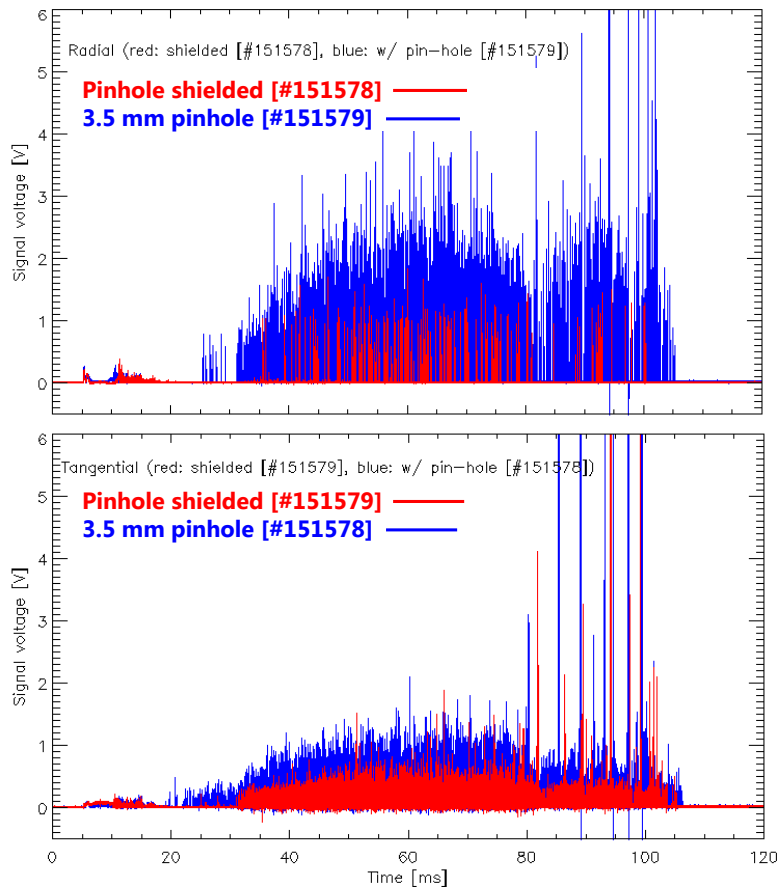 6
Radial (red: shielded [#151578], blue: w/ pin-hole [#151579])
5
Pinhole shielded [#151578]
3.5 mm pinhole [#151579]
4
3
2
1
0
Signal voltage [V]
6
Tangential (red: shielded [#151579], blue: w/ pin-hole [#151578])
5
Pinhole shielded [#151579]
3.5 mm pinhole [#151578]
4
3
2
1
0
Signal voltage [V]
0 20 40 60 80 100 120
Time [ms]